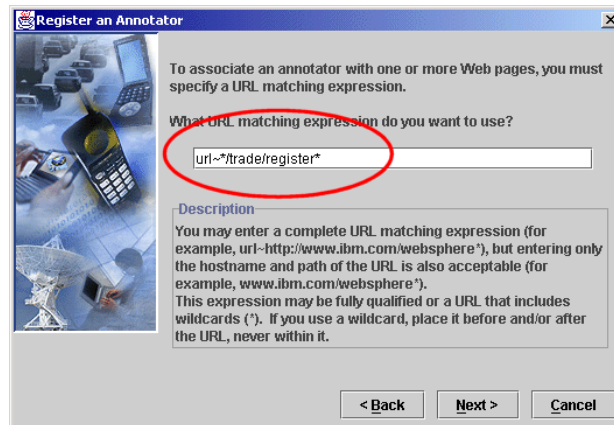 Register an Annotator
To associate an annotator with one or more Web pages, you must
specify a URL matching expression.
What URL matching expression do you want to use?
url~*/trade/register*
Description
You may enter a complete URL matching expression (for
example, url~http://www.ibm.com/websphere*), but entering only
the hostname and path of the URL is also acceptable (for
example, www.ibm.com/websphere*).
This expression may be fully qualified or a URL that includes
wildcards (*). If you use a wildcard, place it before and/or after
the URL, never within it.
< Back Next > Cancel